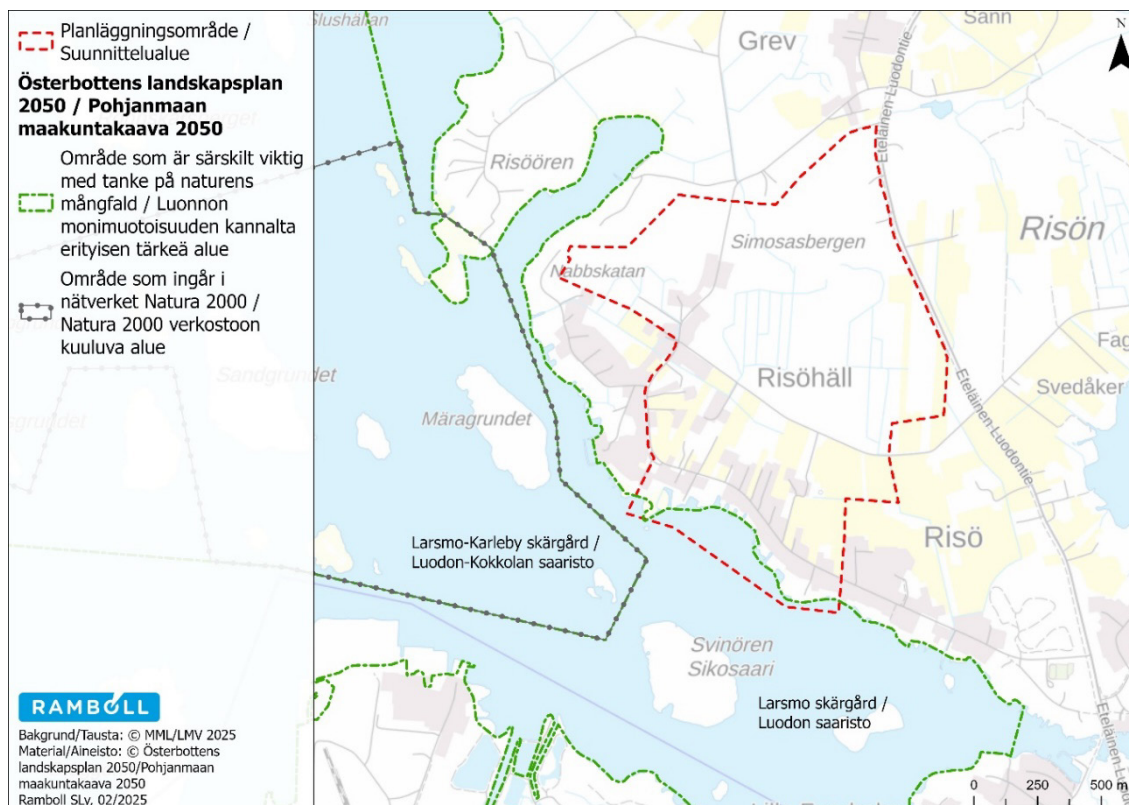 Planläggningsområde /
Suunnittelualue
Österbottens landskapsplan
2050 / Pohjanmaan
maakuntakaava 2050
Område som är särskilt viktig
med tanke på naturens
mångfald / Luonnon
monimuotoisuuden kannalta
erityisen tärkeä alue
Område som ingår i
nätverket Natura 2000 /
Natura 2000 verkostoon
kuuluva alue
Sandgrundet
RAMBOLL
Bakgrund/Tausta: © MML/LMV 2025
Material/Aineisto: © Österbottens
landskapsplan 2050/Pohjanmaan
maakuntakaava 2050
Ramboll SLv, 02/2025
Slushällan
Grev
Sann
N
Eteläinen Luodontie
Risöören
Simosasbergen
Risön
Nabbskatan
Fag
Risöhäll
Svedåker
Märagrundet
Eteläinen-Luodontie
Risö
Larsmo-Karleby skärgård /
Luodon-Kokkolan saaristo
Svinören
Sikosaari
Larsmo skärgård /
Luodon saaristo
Eteläinen Luodontie
0 250 500 m